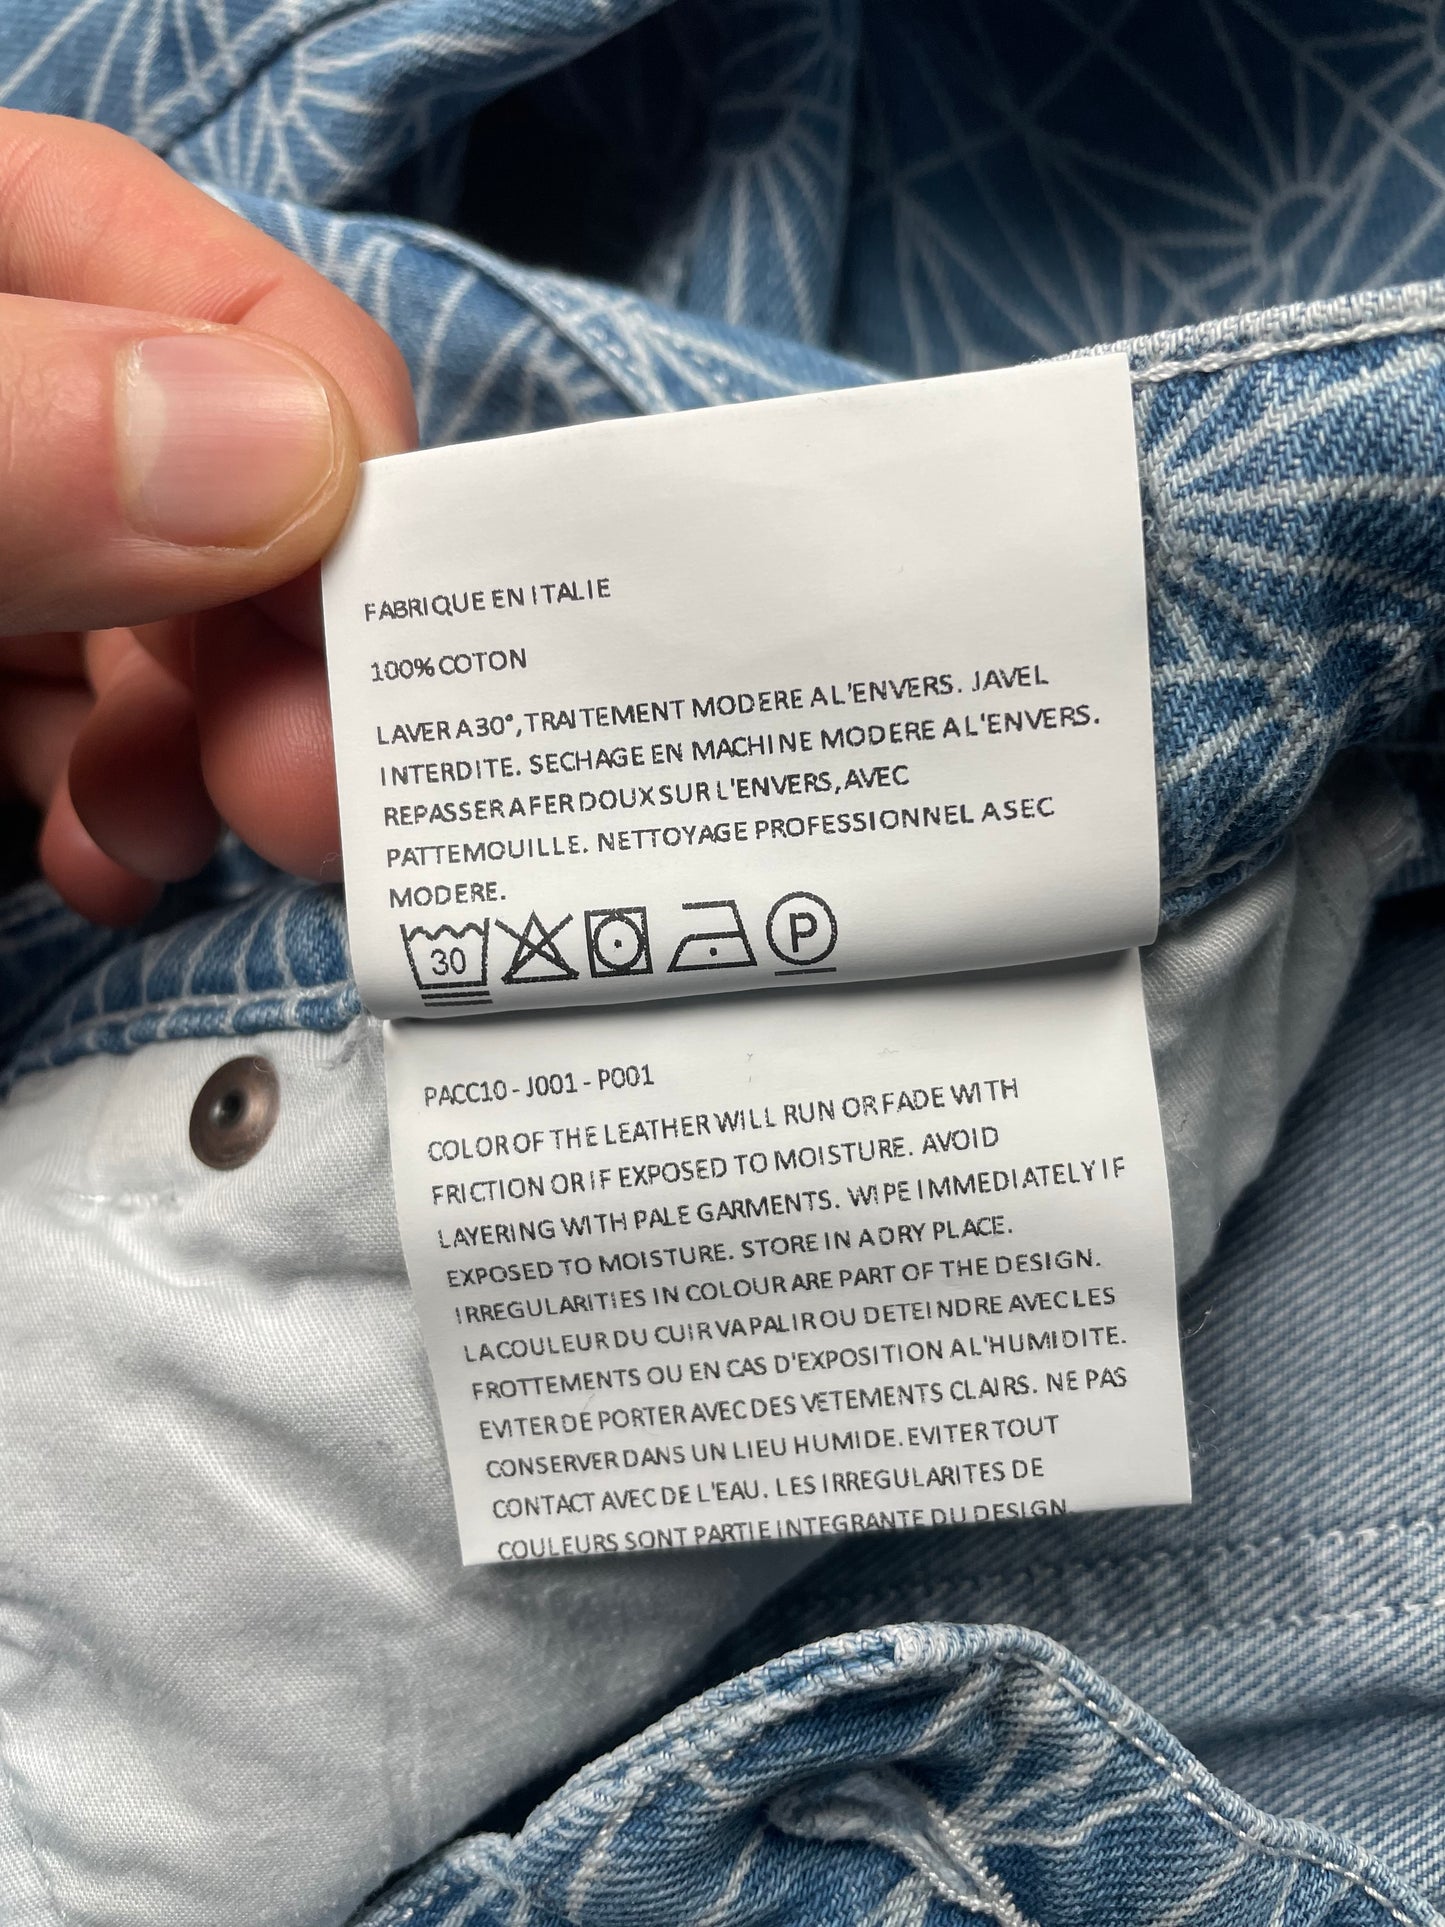 FABRIQUE EN ITALIE
100% COTON
LAVER A 30°, TRAITEMENT MODERE A L'ENVERS. JAVEL
INTERDITE. SECHAGE EN MACHINE MODERE A L'ENVERS.
REPASSER A FER DOUX SUR L'ENVERS, AVEC
PATTEMOUILLE. NETTOYAGE PROFESSIONNEL A SEC
MODERE.
30 P
PACC10 - J001 - P001
COLOR OF THE LEATHER WILL RUN OR FADE WITH
FRICTION OR IF EXPOSED TO MOISTURE. AVOID
LAYERING WITH PALE GARMENTS. WIPE IMMEDIATELY IF
EXPOSED TO MOISTURE. STORE IN A DRY PLACE.
IRREGULARITIES IN COLOUR ARE PART OF THE DESIGN.
LA COULEUR DU CUIR VA PALIR OU DETEINDRE AVEC LES
FROTTEMENTS OU EN CAS D'EXPOSITION A L'HUMIDITE.
EVITER DE PORTER AVEC DES VETEMENTS CLAIRS. NE PAS
CONSERVER DANS UN LIEU HUMIDE. EVITER TOUT
CONTACT AVEC DE L'EAU. LES IRREGULARITES DE
COULEURS SONT PARTIE INTEGRANTE DU DESIGN.